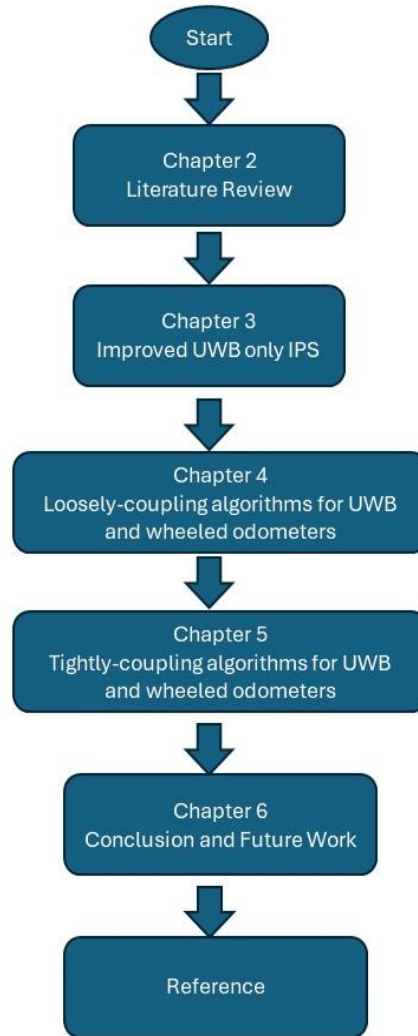 Start
Chapter 2
Literature Review
Chapter 3
Improved UWB only IPS
Chapter 4
Loosely-coupling algorithms for UWB
and wheeled odometers
Chapter 5
Tightly-coupling algorithms for UWB
and wheeled odometers
Chapter 6
Conclusion and Future Work
Reference